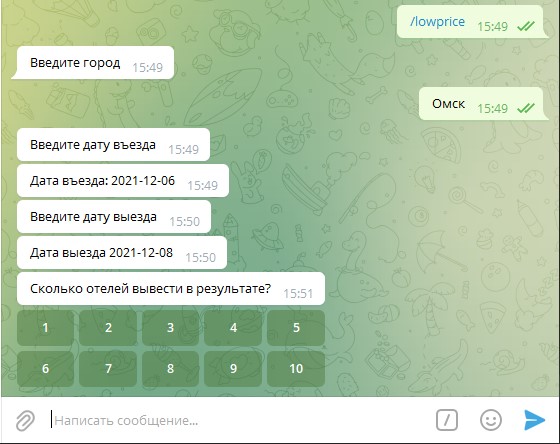 /lowprice 15:49
Введите город 15:49
Омск 15:49
Введите дату въезда 15:49
Дата въезда: 2021-12-06 15:49
Введите дату выезда 15:50
Дата выезда 2021-12-08 15:50
Сколько отелей вывести в результате? 15:51
1 2 3 4 5
6 7 8 9 10
Написать сообщение... /